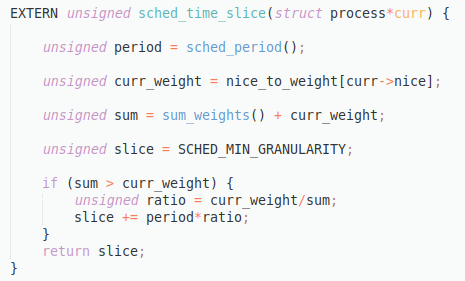 EXTERN unsigned sched_time_slice(struct process*curr) {
unsigned period = sched_period();
unsigned curr_weight = nice_to_weight[curr->nice];
unsigned sum = sum_weights() + curr_weight;
unsigned slice = SCHED_MIN_GRANULARITY;
if (sum > curr_weight) {
unsigned ratio = curr_weight/sum;
slice += period*ratio;
}
return slice;
}